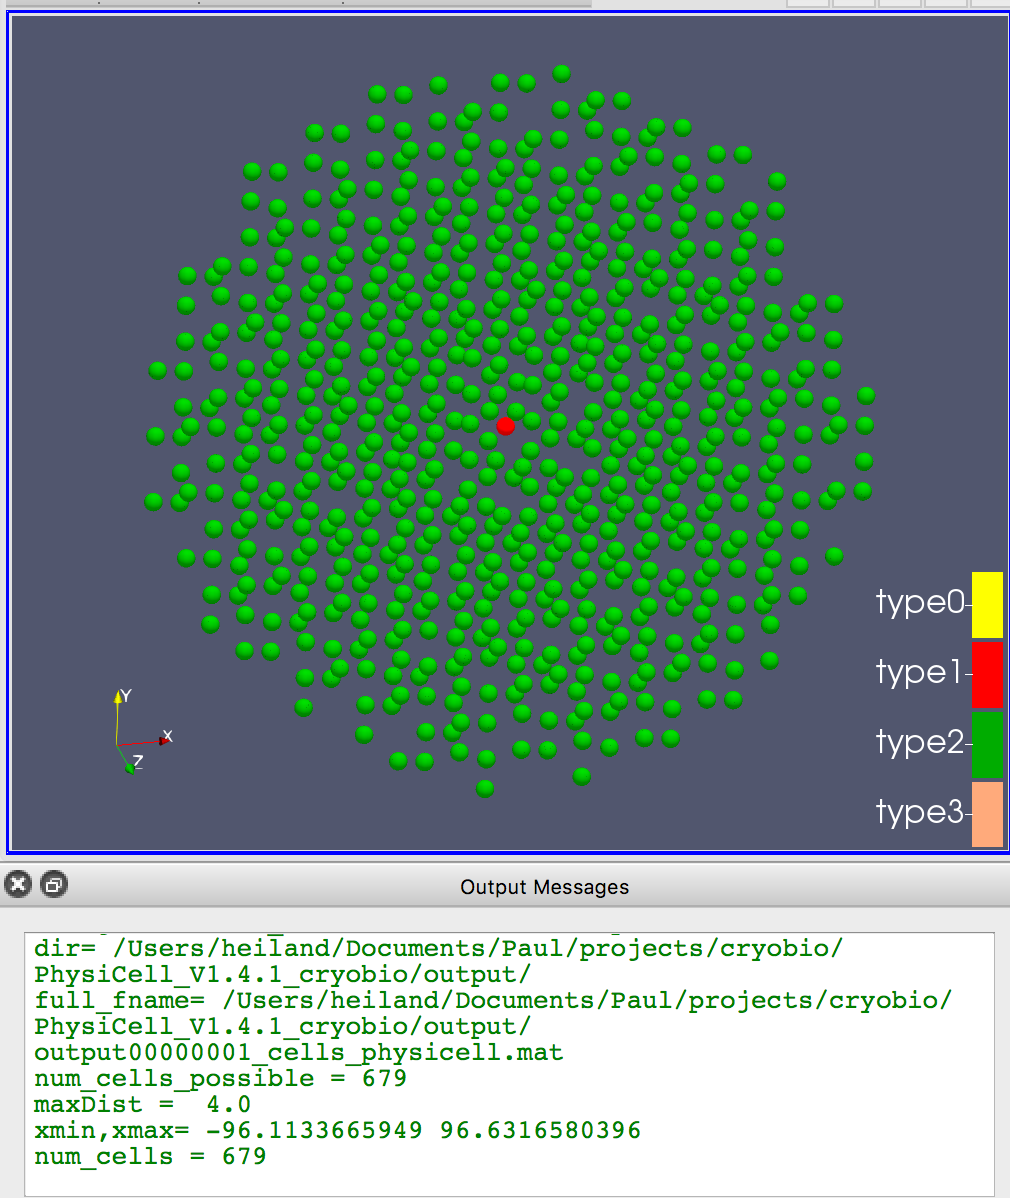 type0
type1
type2
type3
Y
X
Z
Output Messages
dir= /Users/heiland/Documents/Paul/projects/cryobio/
PhysiCell_V1.4.1_cryobio/output/
full_fname= /Users/heiland/Documents/Paul/projects/cryobio/
PhysiCell_V1.4.1_cryobio/output/
output00000001_cells_physicell.mat
num_cells_possible = 679
maxDist =  4.0
xmin,xmax= -96.1133665949 96.6316580396
num_cells = 679